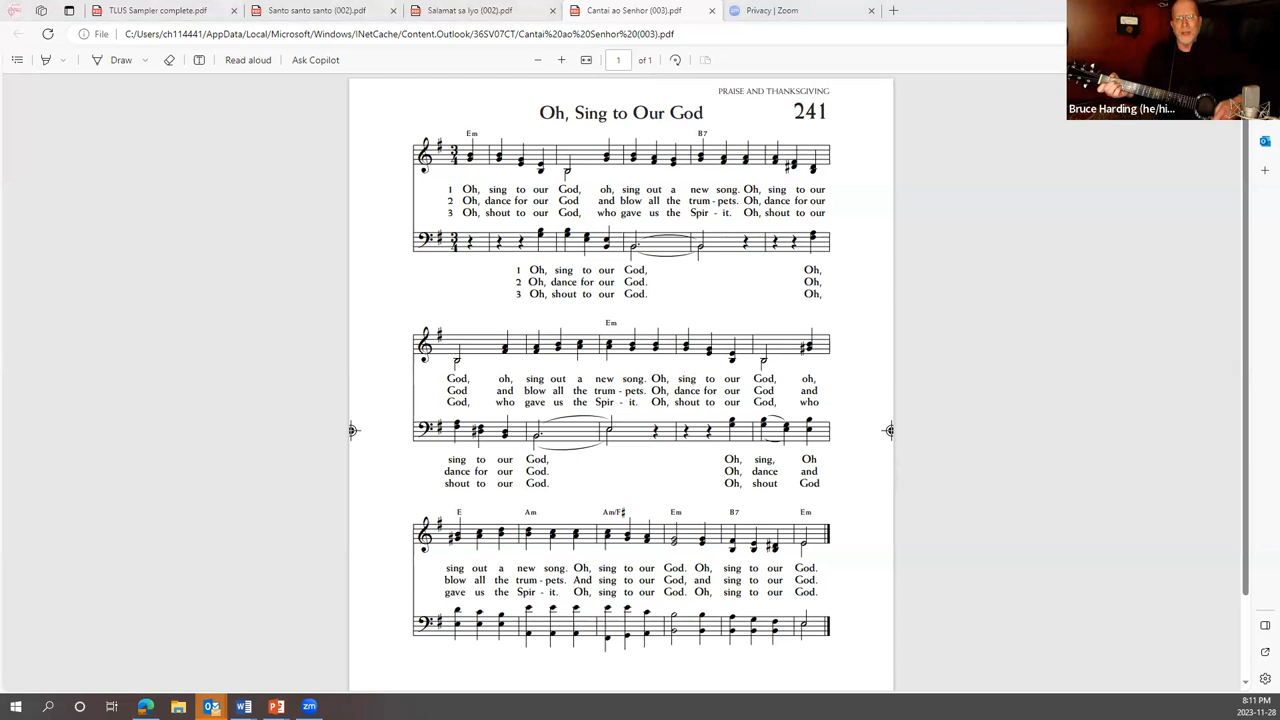 TLUS Sampler complete.pdf
Santo santo santo (002).pdf
Salamat sa Iyo (002).pdf
Cantai ao Senhor (003).pdf
Privacy | Zoom
File
C:/Users/ch114441/AppData/Local/Microsoft/Windows/INetCache/Content.Outlook/36SV07CT/Cantai%20ao%20Senhor%20(003).pdf
Draw
Read aloud
Ask Copilot
1
of 1
Bruce Harding (he/hi...
PRAISE AND THANKSGIVING
Oh, Sing to Our God 241
Em B7
1 Oh, sing to our God, oh, sing out a new song. Oh, sing to our
2 Oh, dance for our God and blow all the trum - pets. Oh, dance for our
3 Oh, shout to our God, who gave us the Spir - it. Oh, shout to our
1 Oh, sing to our God, Oh,
2 Oh, dance for our God. Oh,
3 Oh, shout to our God. Oh,
Em
God, oh, sing out a new song. Oh, sing to our God, oh,
God and blow all the trum - pets. Oh, dance for our God and
God, who gave us the Spir - it. Oh, shout to our God, who
sing to our God, Oh, sing, Oh
dance for our God. Oh, dance and
shout to our God. Oh, shout God
E Am Am/F♯ Em B7 Em
sing out a new song. Oh, sing to our God. Oh, sing to our God.
blow all the trum - pets. And sing to our God, and sing to our God.
gave us the Spir - it. Oh, sing to our God. Oh, sing to our God.
8:11 PM
2023-11-28